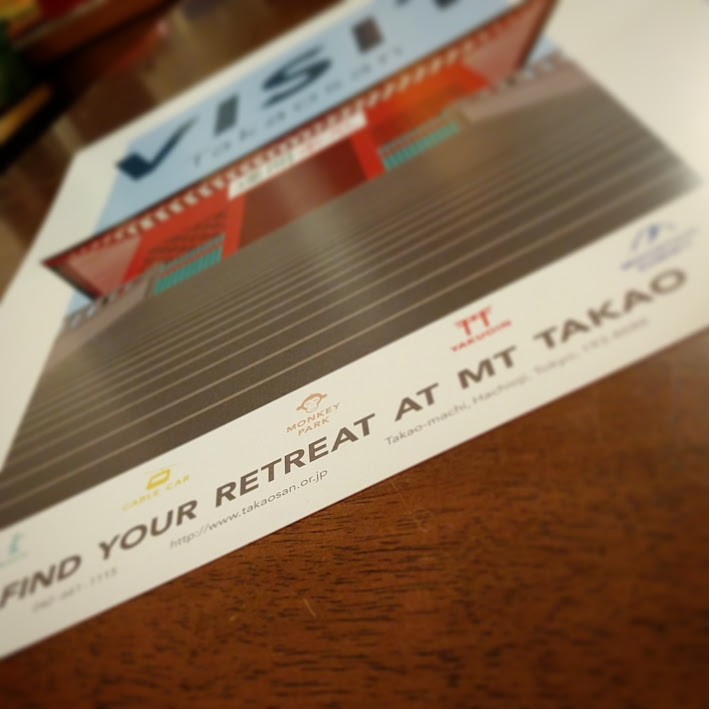 VISIT
Takaosan
YAKUOIN
MONKEY
PARK
CABLE CAR
FIND YOUR RETREAT AT MT TAKAO
http://www.takaosan.or.jp
Takao-machi, Hachioji, Tokyo,